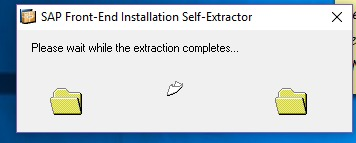 SAP Front-End Installation Self-Extractor
Please wait while the extraction completes...